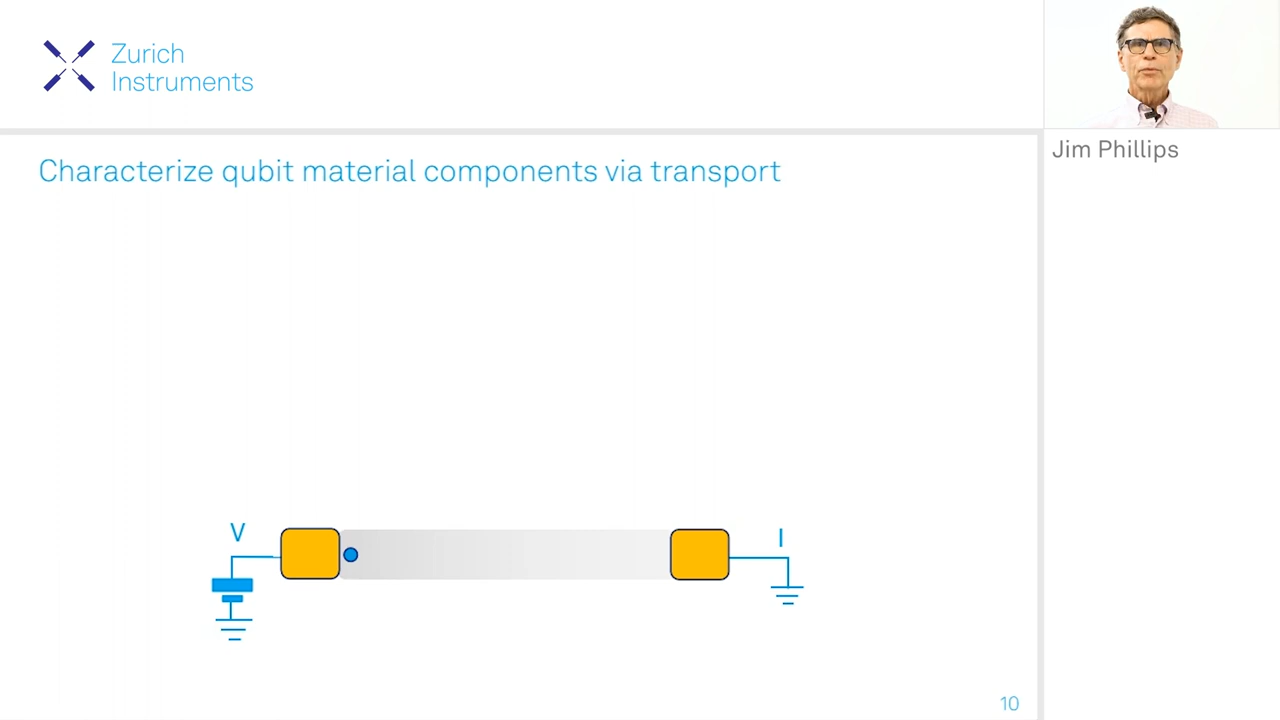 Zurich
Instruments
Jim Phillips
Characterize qubit material components via transport
V
I
10